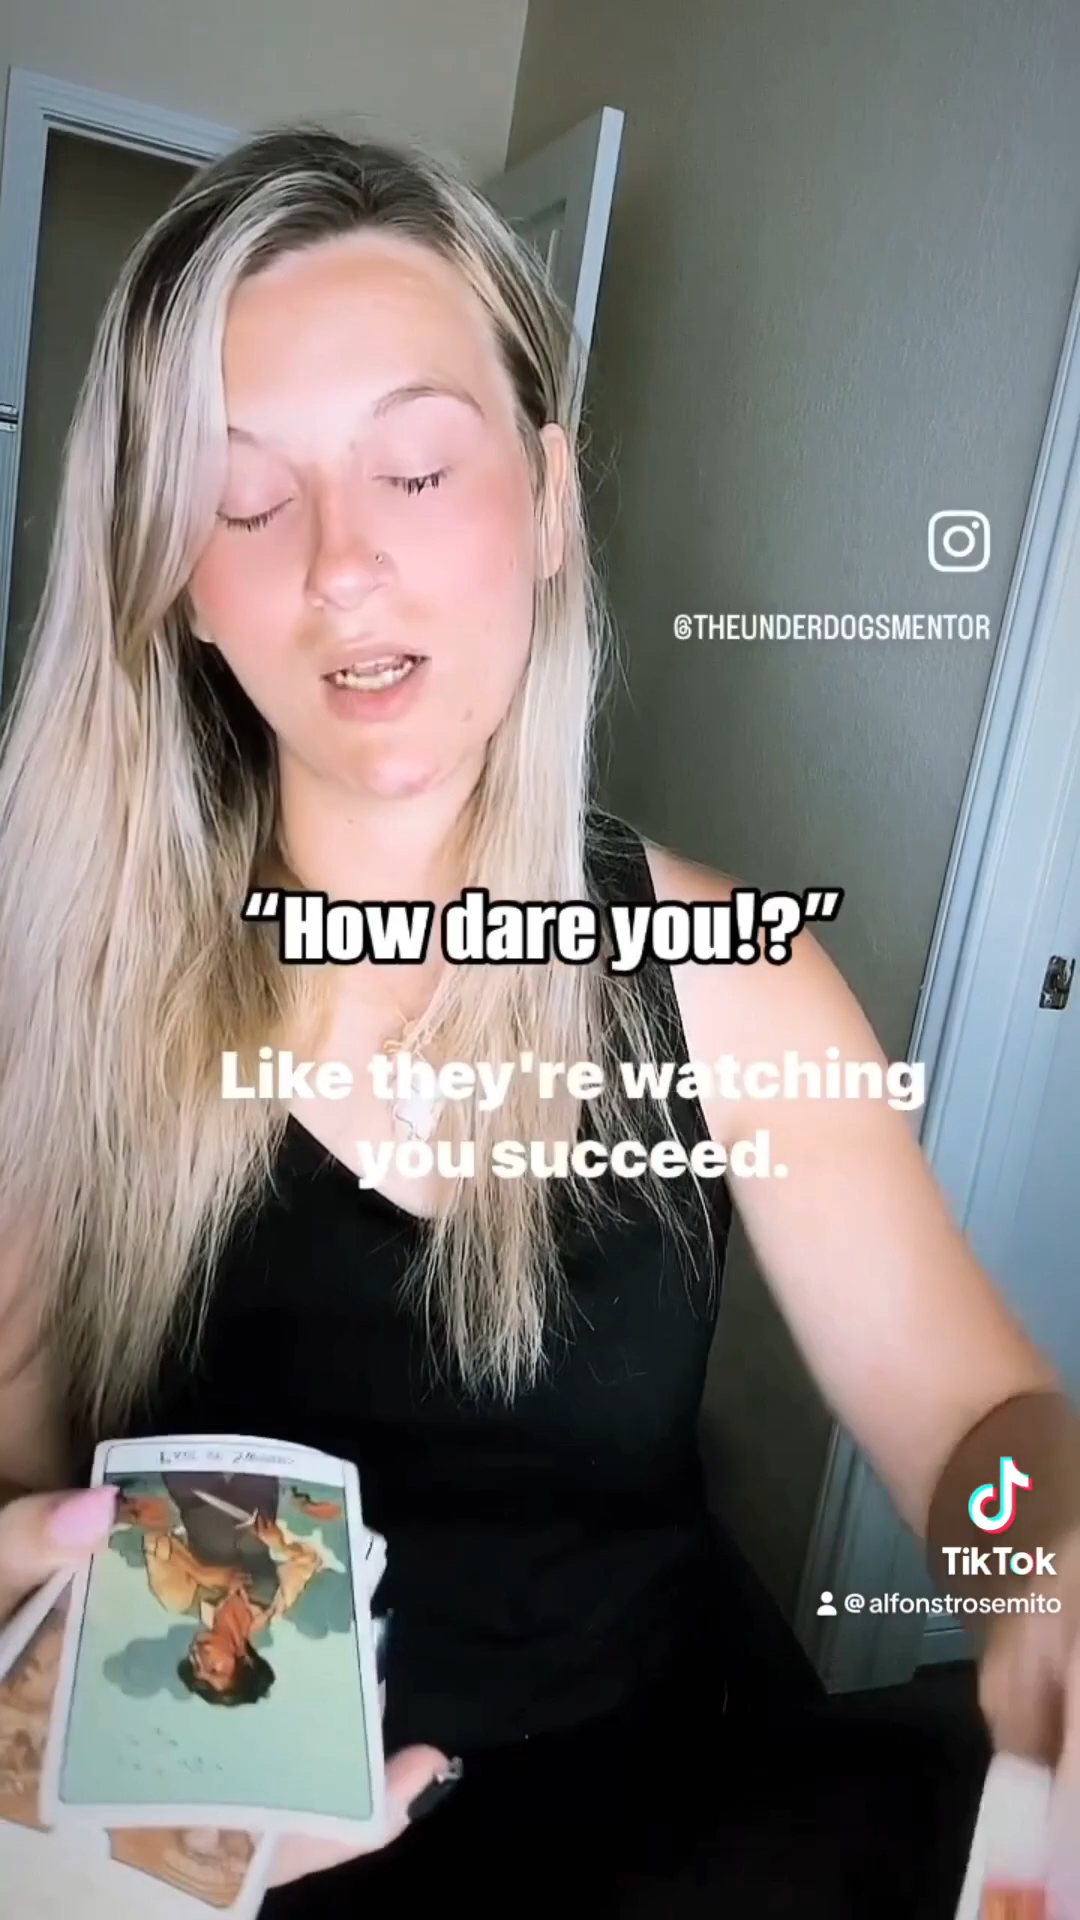 @THEUNDERDOGSMENTOR
“How dare you!?”
Like they're watching
you succeed.
TikTok
@alfonstrosemito